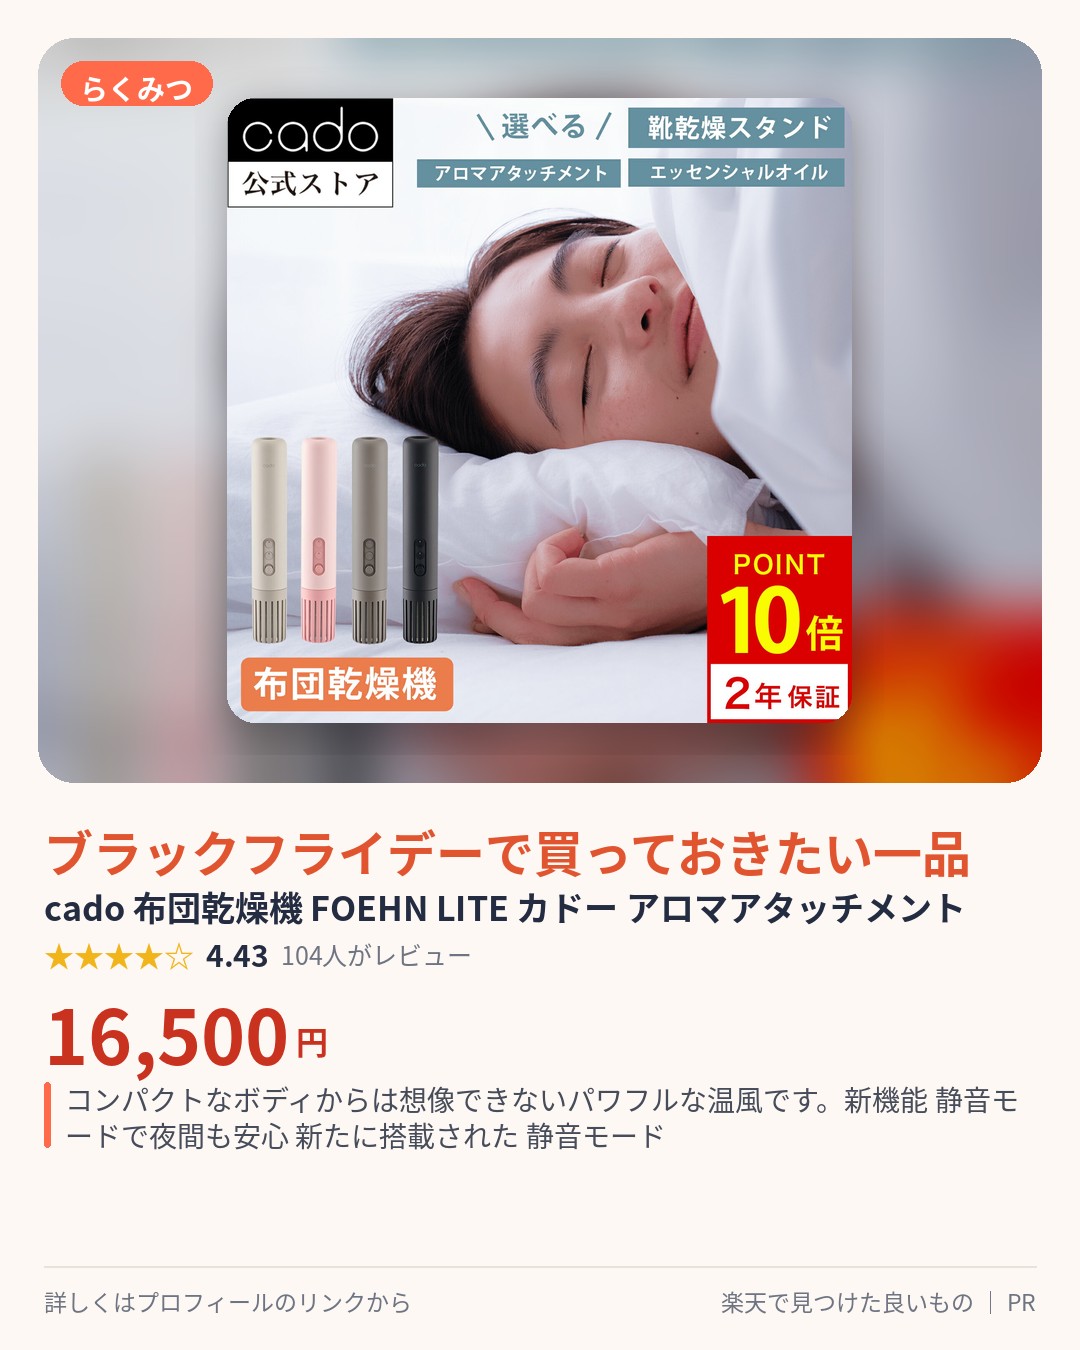 らくみつ
cado
公式ストア
\ 選べる /
靴乾燥スタンド
アロマアタッチメント
エッセンシャルオイル
布団乾燥機
POINT
10倍
2年保証
ブラックフライデーで買っておきたい一品
cado 布団乾燥機 FOEHN LITE カドー アロマアタッチメント
★★★★☆ 4.43 104人がレビュー
16,500円
コンパクトなボディからは想像できないパワフルな温風です。新機能 静音モ
ードで夜間も安心 新たに搭載された 静音モード
詳しくはプロフィールのリンクから
楽天で見つけた良いもの｜PR